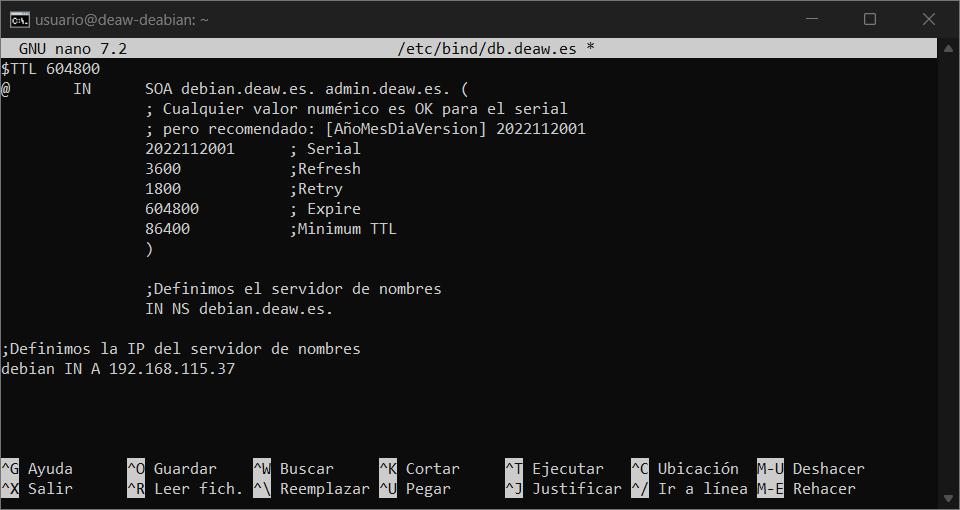 usuario@deaw-deabian: ~
GNU nano 7.2 /etc/bind/db.deaw.es *
$TTL 604800
@ IN SOA debian.deaw.es. admin.deaw.es. (
; Cualquier valor numérico es OK para el serial
; pero recomendado: [AñoMesDiaVersion] 2022112001
2022112001 ; Serial
3600 ;Refresh
1800 ;Retry
604800 ; Expire
86400 ;Minimum TTL
)
;Definimos el servidor de nombres
IN NS debian.deaw.es.
;Definimos la IP del servidor de nombres
debian IN A 192.168.115.37
^G Ayuda ^O Guardar ^W Buscar ^K Cortar ^T Ejecutar ^C Ubicación M-U Deshacer
^X Salir ^R Leer fich. ^\ Reemplazar ^U Pegar ^J Justificar ^/ Ir a línea M-E Rehacer